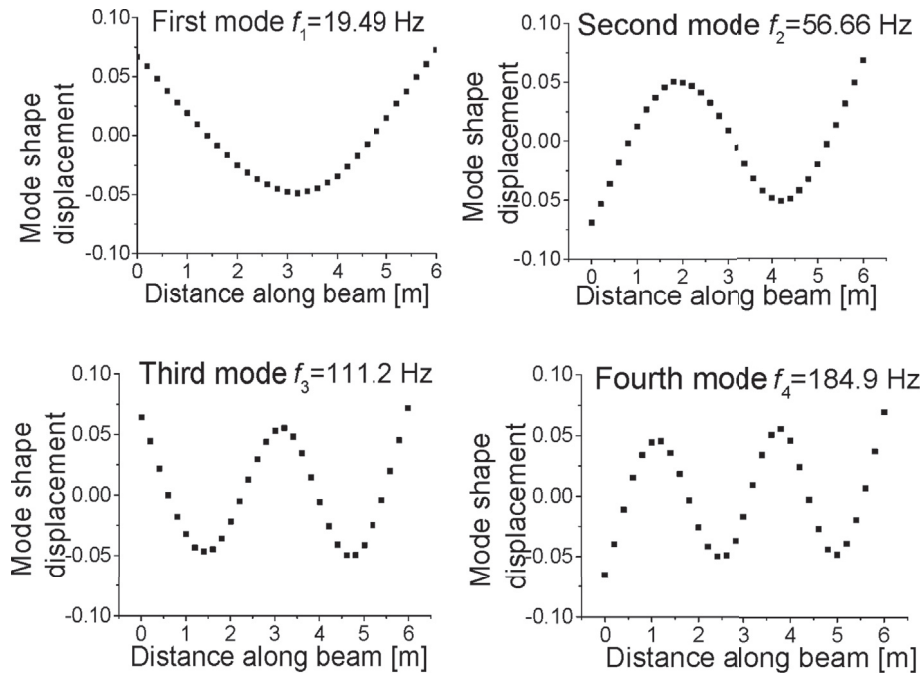 First mode f1=19.49 Hz
0.10
0.05
0.00
-0.05
-0.10
Mode shape
displacement
0 1 2 3 4 5 6
Distance along beam [m]
Second mode f2=56.66 Hz
0.10
0.05
0.00
-0.05
-0.10
Mode shape
displacement
0 1 2 3 4 5 6
Distance along beam [m]
Third mode f3=111.2 Hz
0.10
0.05
0.00
-0.05
-0.10
Mode shape
displacement
0 1 2 3 4 5 6
Distance along beam [m]
Fourth mode f4=184.9 Hz
0.10
0.05
0.00
-0.05
-0.10
Mode shape
displacement
0 1 2 3 4 5 6
Distance along beam [m]